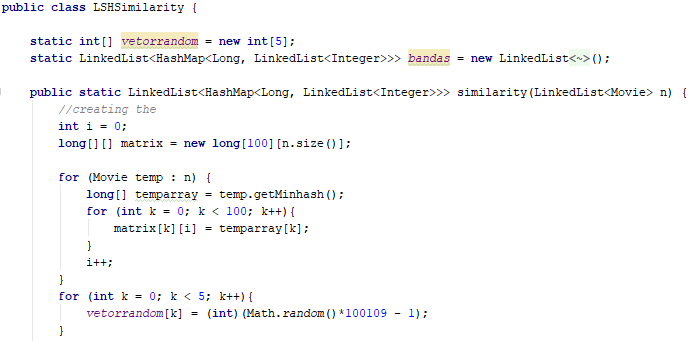 public class LSHSimilarity {
static int[] vetorrandom = new int[5];
static LinkedList<HashMap<Long, LinkedList<Integer>>> bandas = new LinkedList<~>();
public static LinkedList<HashMap<Long, LinkedList<Integer>>> similarity(LinkedList<Movie> n) {
//creating the
int i = 0;
long[][] matrix = new long[100][n.size()];
for (Movie temp : n) {
long[] temparray = temp.getMinhash();
for (int k = 0; k < 100; k++){
matrix[k][i] = temparray[k];
}
i++;
}
for (int k = 0; k < 5; k++){
vetorrandom[k] = (int)(Math.random()*100109 - 1);
}